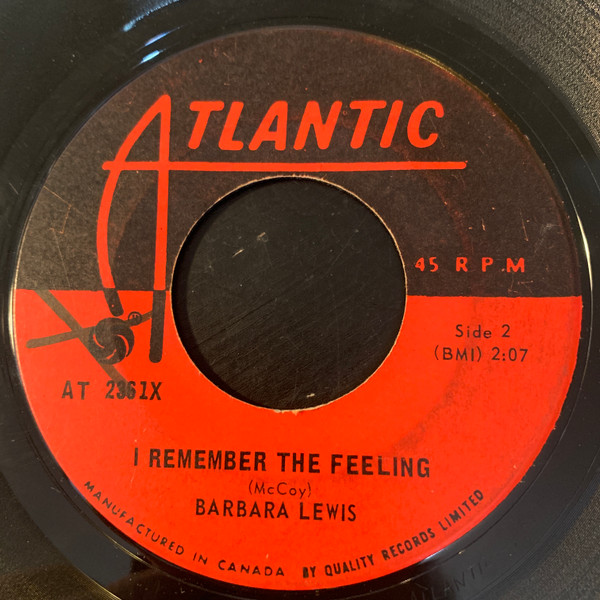 ATLANTIC
45 R P.M
®
Side 2
(BMI) 2:07
AT 2361X
I REMEMBER THE FEELING
(McCoy)
BARBARA LEWIS
MANUFACTURED IN CANADA BY QUALITY RECORDS LIMITED
ATLANTIC